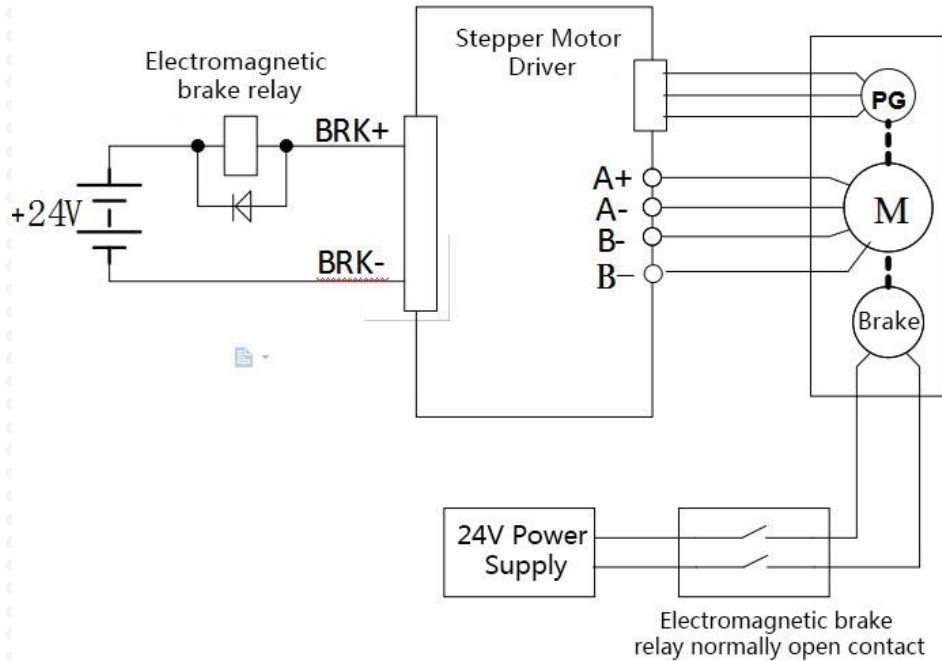 Electromagnetic
brake relay
BRK+
+24V
BRK-
Stepper Motor
Driver
A+
A-
B-
B−
PG
M
Brake
24V Power
Supply
Electromagnetic brake
relay normally open contact